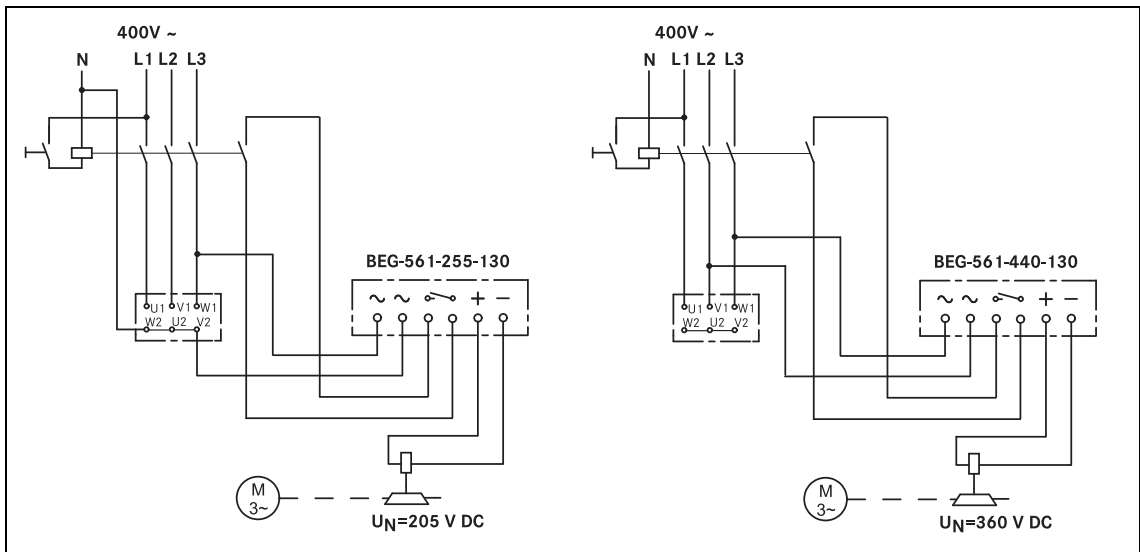 400V ~
N L1 L2 L3
BEG-561-255-130
~ ~ + −
U1 V1 W1
W2 U2 V2
M
3~
UN=205 V DC
400V ~
N L1 L2 L3
BEG-561-440-130
~ ~ + −
U1 V1 W1
W2 U2 V2
M
3~
UN=360 V DC